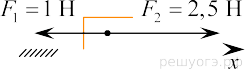 F₁ = 1 Н F₂ = 2,5 Н
x
решуогэ.рф